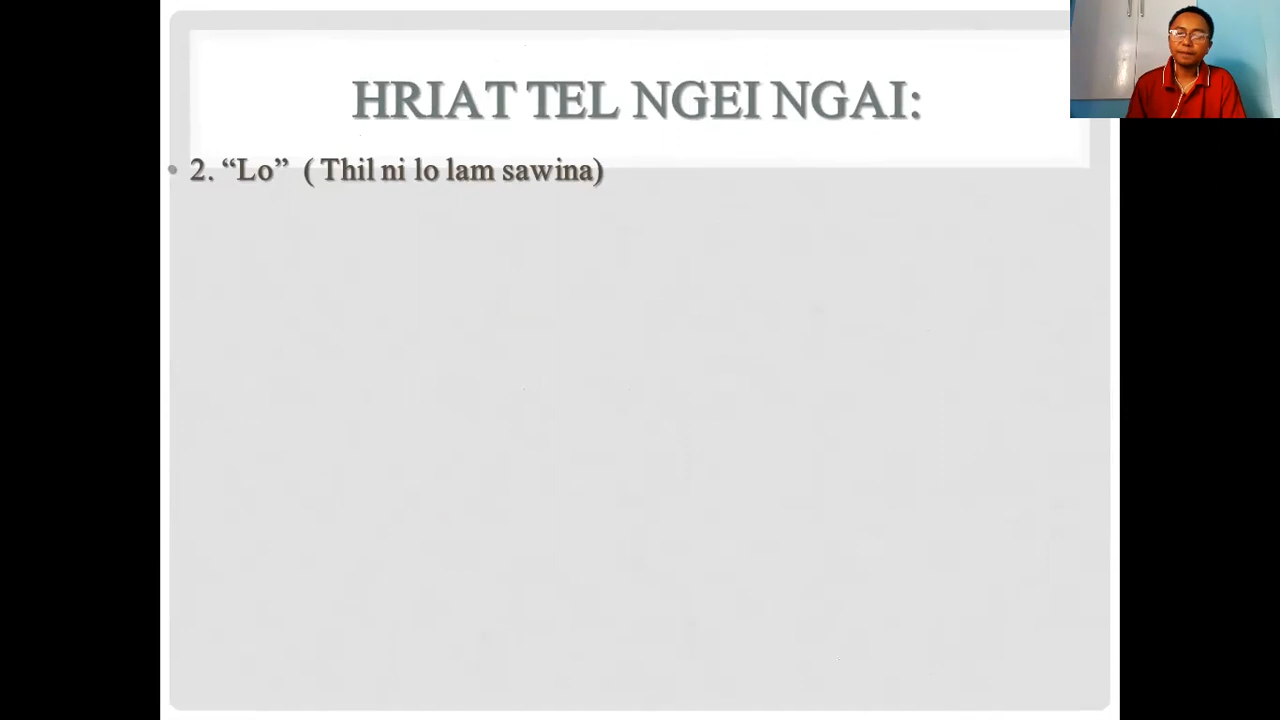 HRIAT TEL NGEI NGAI:
• 2. “Lo” ( Thil ni lo lam sawina)